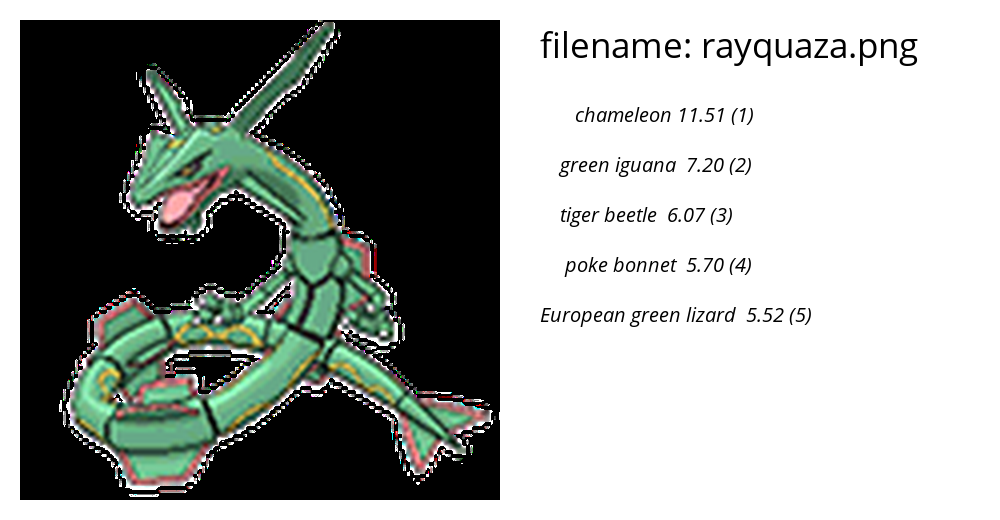 filename: rayquaza.png
chameleon 11.51 (1)
green iguana 7.20 (2)
tiger beetle 6.07 (3)
poke bonnet 5.70 (4)
European green lizard 5.52 (5)